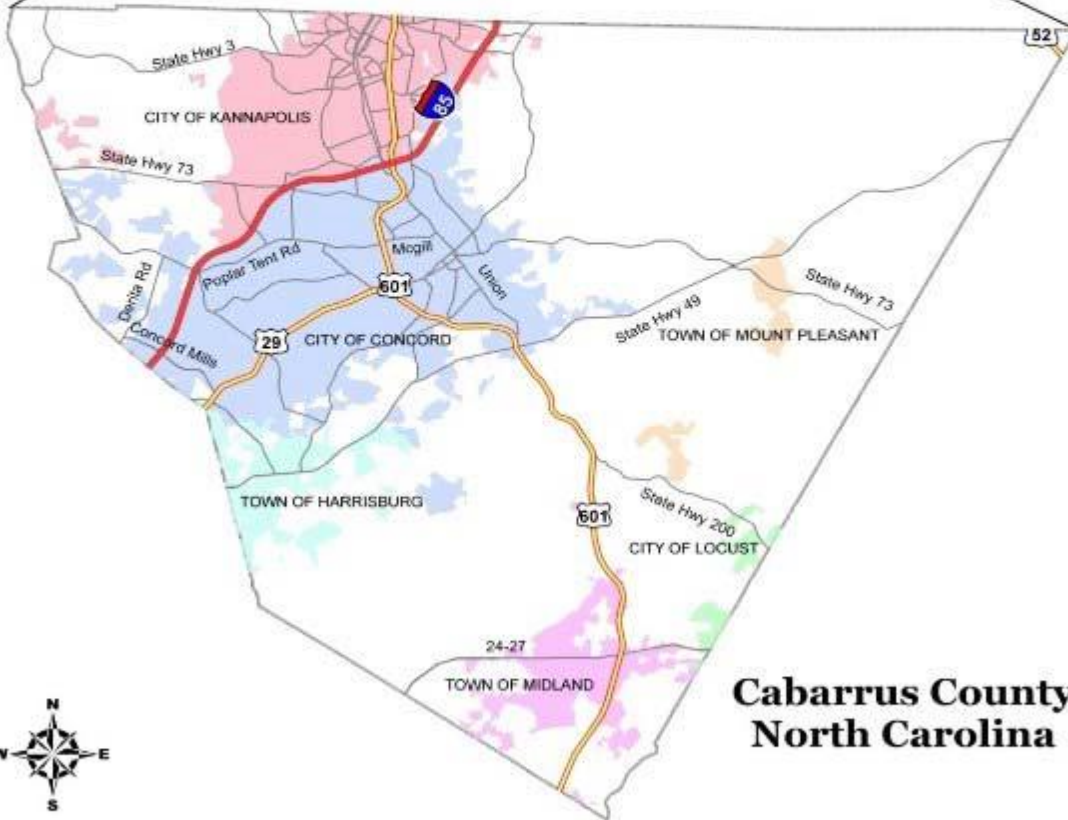 52
State Hwy 3
85
CITY OF KANNAPOLIS
State Hwy 73
Poplar Tent Rd
Mcgill
Union
Derita Rd
601
State Hwy 73
State Hwy 49
Concord Mills
29
CITY OF CONCORD
TOWN OF MOUNT PLEASANT
TOWN OF HARRISBURG
State Hwy 200
601
CITY OF LOCUST
24-27
TOWN OF MIDLAND
Cabarrus County
North Carolina
N
W
E
S